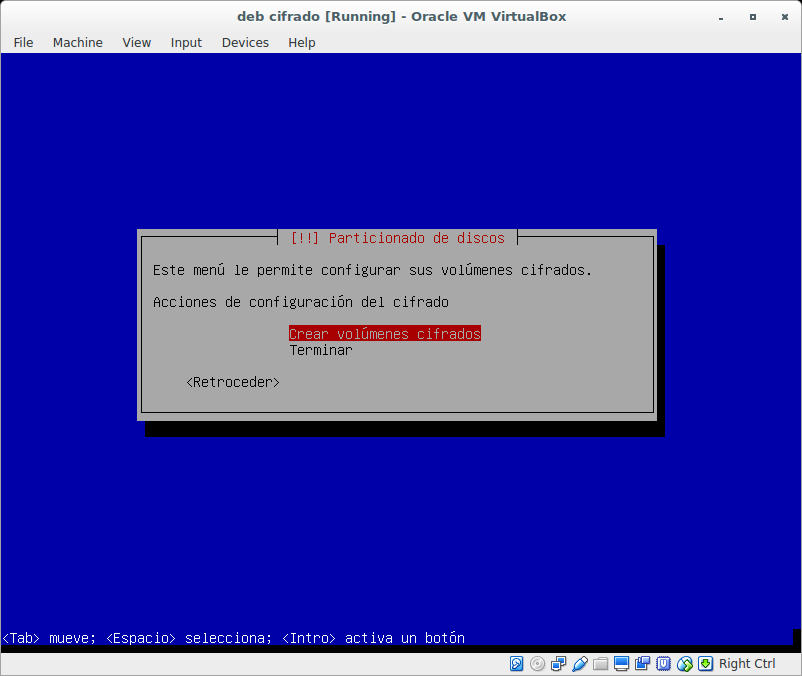 deb cifrado [Running] - Oracle VM VirtualBox
File Machine View Input Devices Help
[!!] Particionado de discos
Este menú le permite configurar sus volúmenes cifrados.
Acciones de configuración del cifrado
Crear volúmenes cifrados
Terminar
<Retroceder>
<Tab> mueve; <Espacio> selecciona; <Intro> activa un botón
Right Ctrl